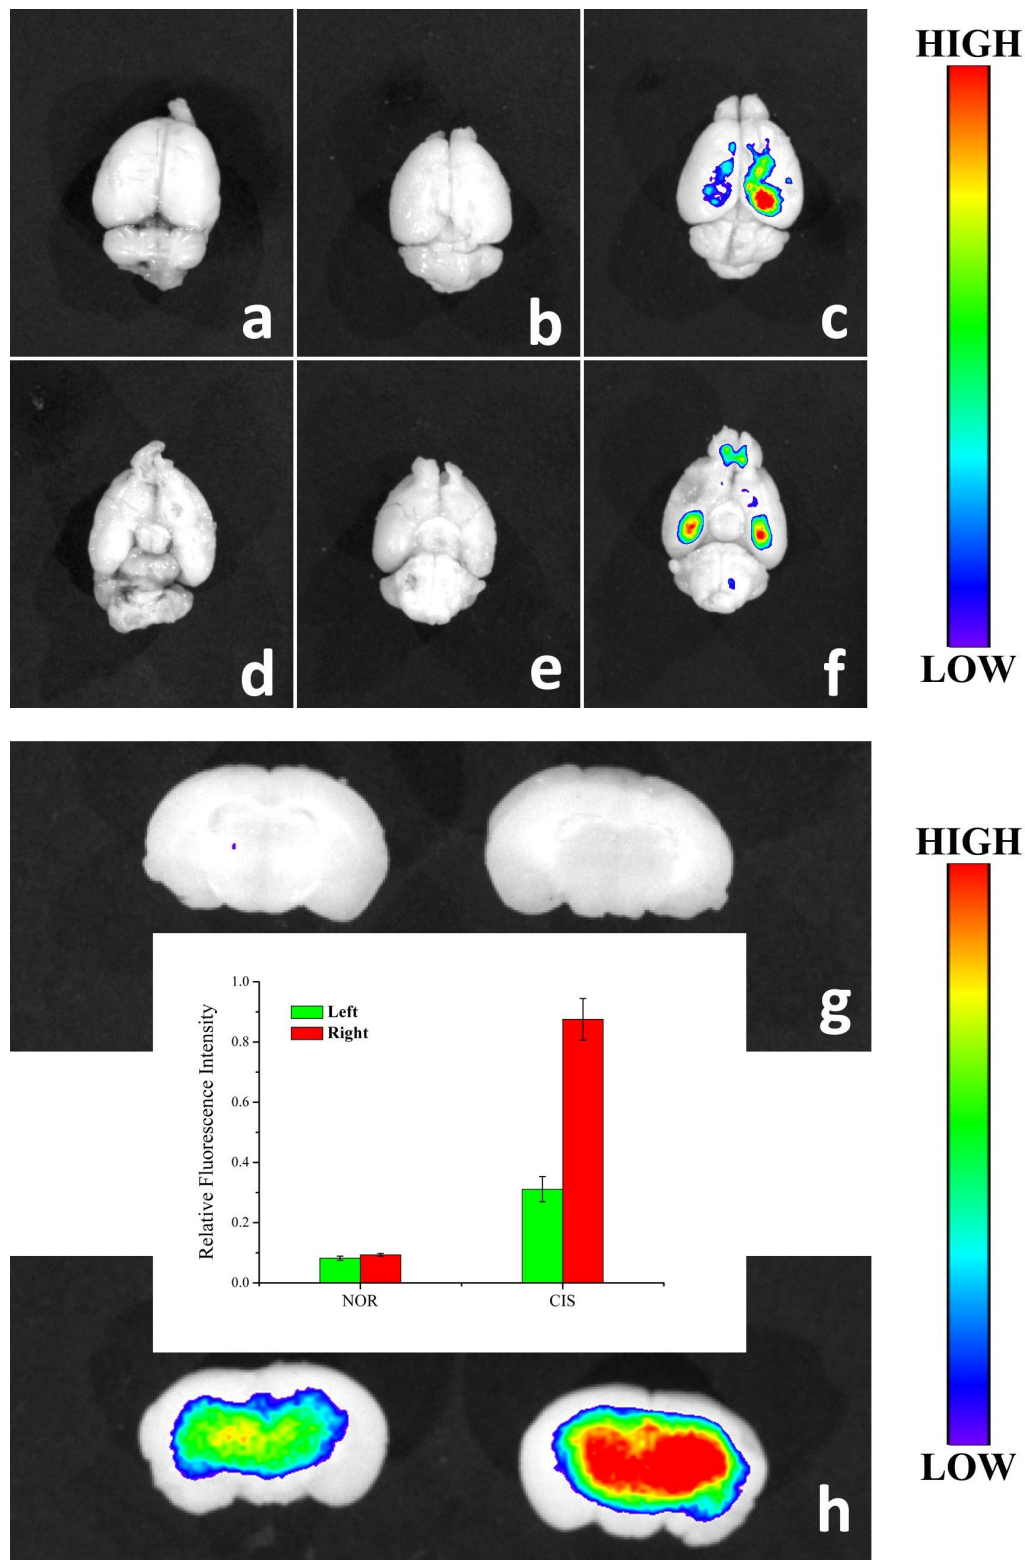 HIGH
a
b
c
d
e
f
LOW
HIGH
g
1.0
0.8
0.6
0.4
0.2
0.0
Relative Fluorescence Intensity
Left
Right
NOR
CIS
h
LOW